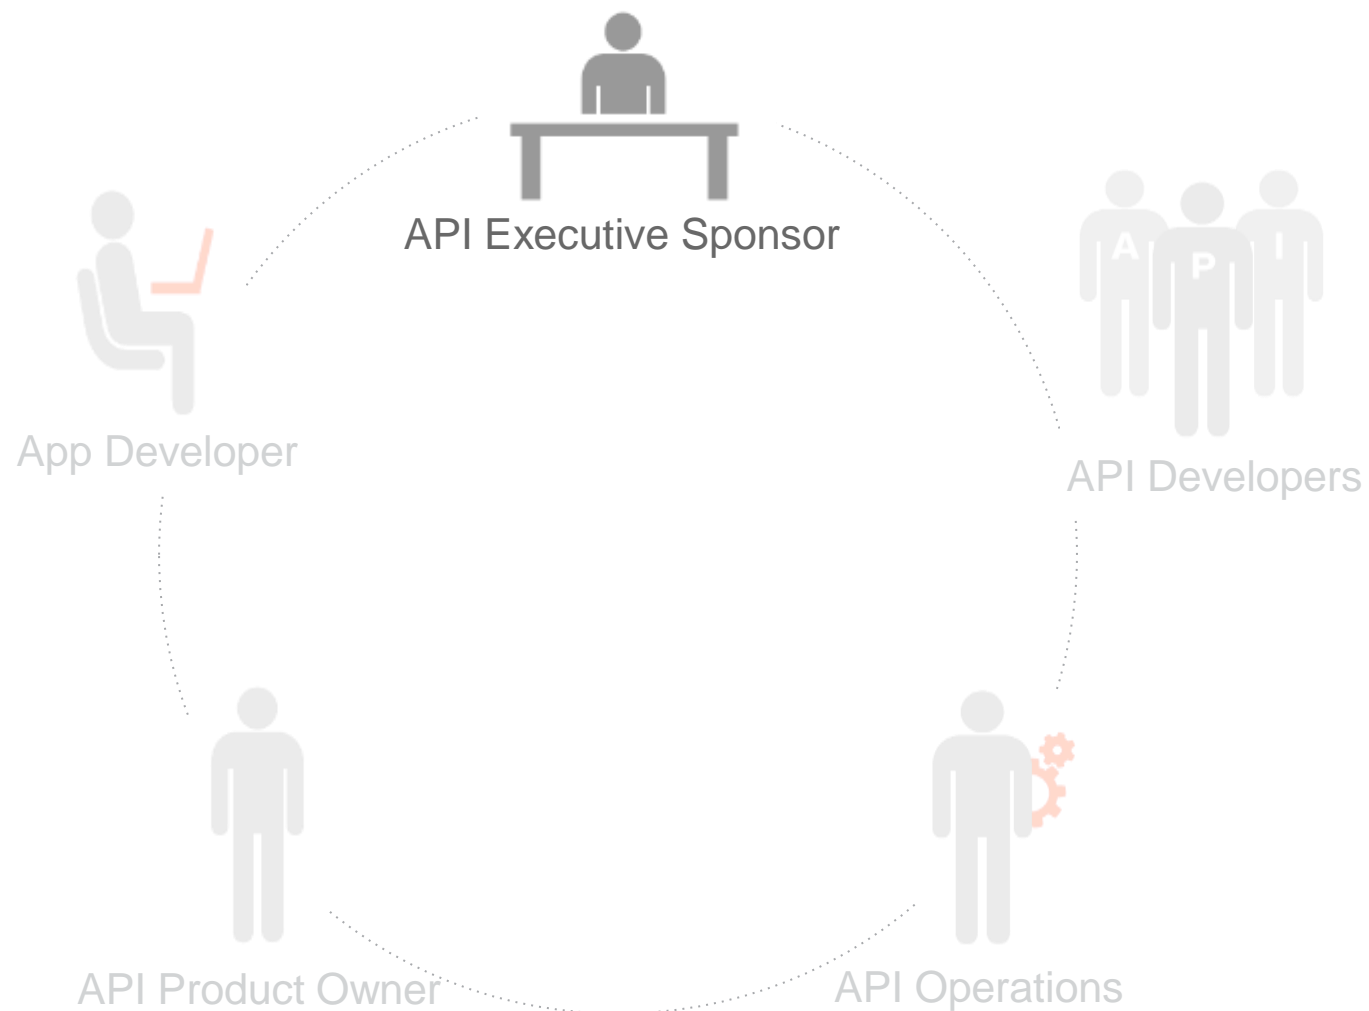 API Executive Sponsor
A P I
App Developer
API Developers
API Product Owner
API Operations